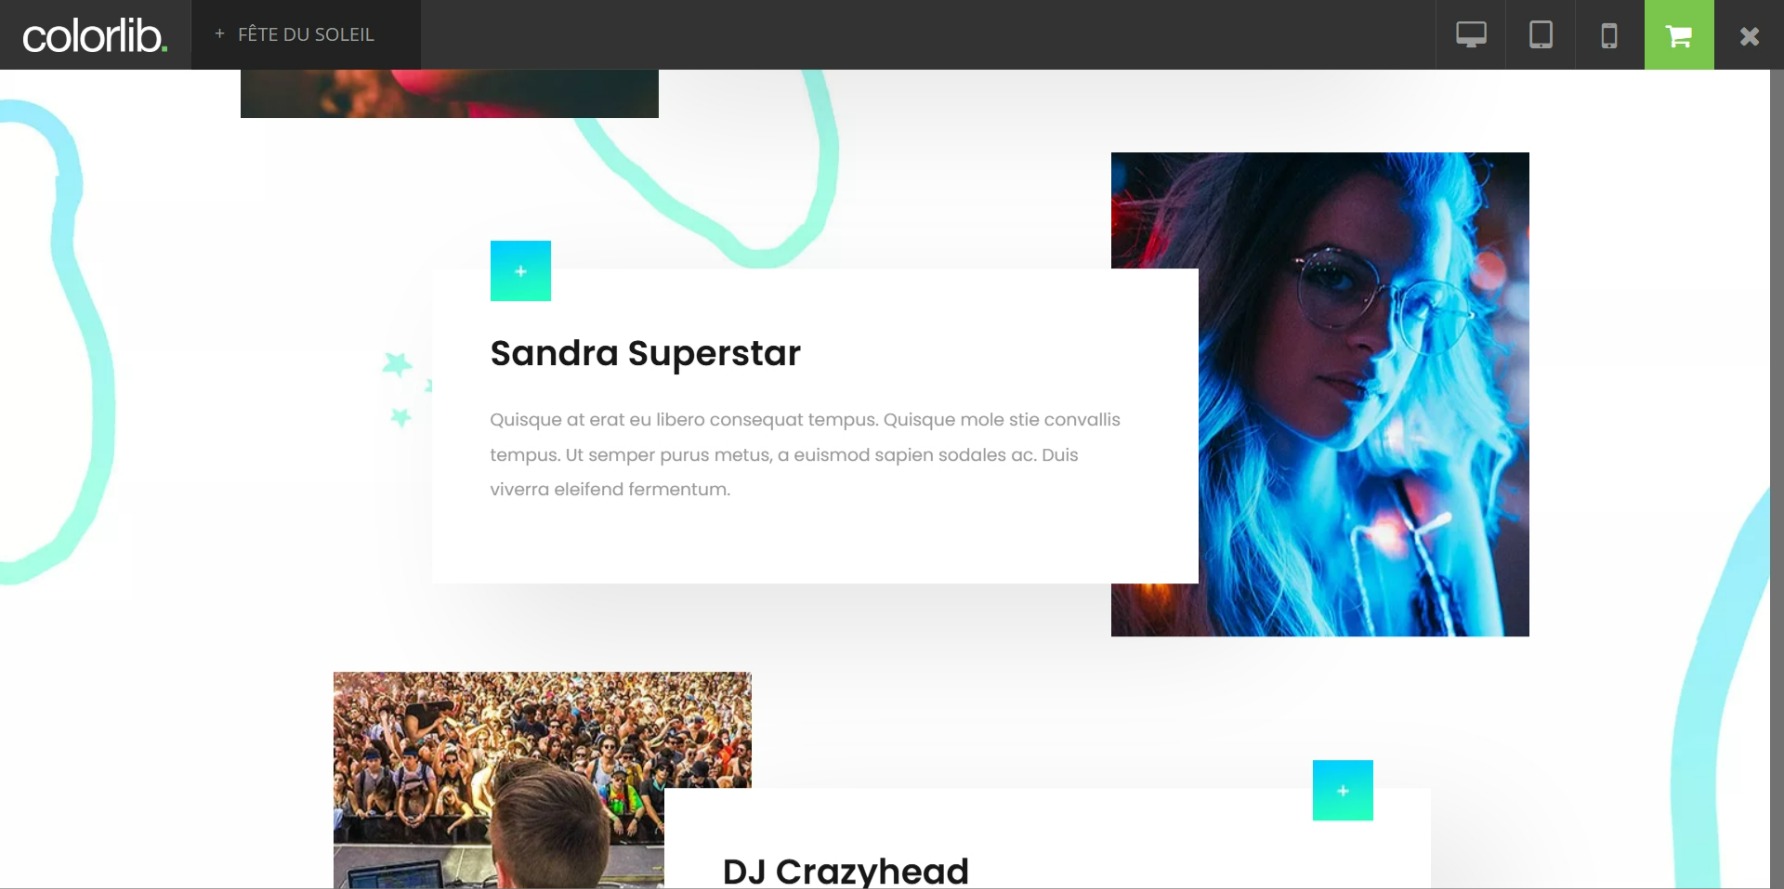 colorlib.
+ FÊTE DU SOLEIL
+
Sandra Superstar
Quisque at erat eu libero consequat tempus. Quisque mole stie convallis
tempus. Ut semper purus metus, a euismod sapien sodales ac. Duis
viverra eleifend fermentum.
+
DJ Crazyhead